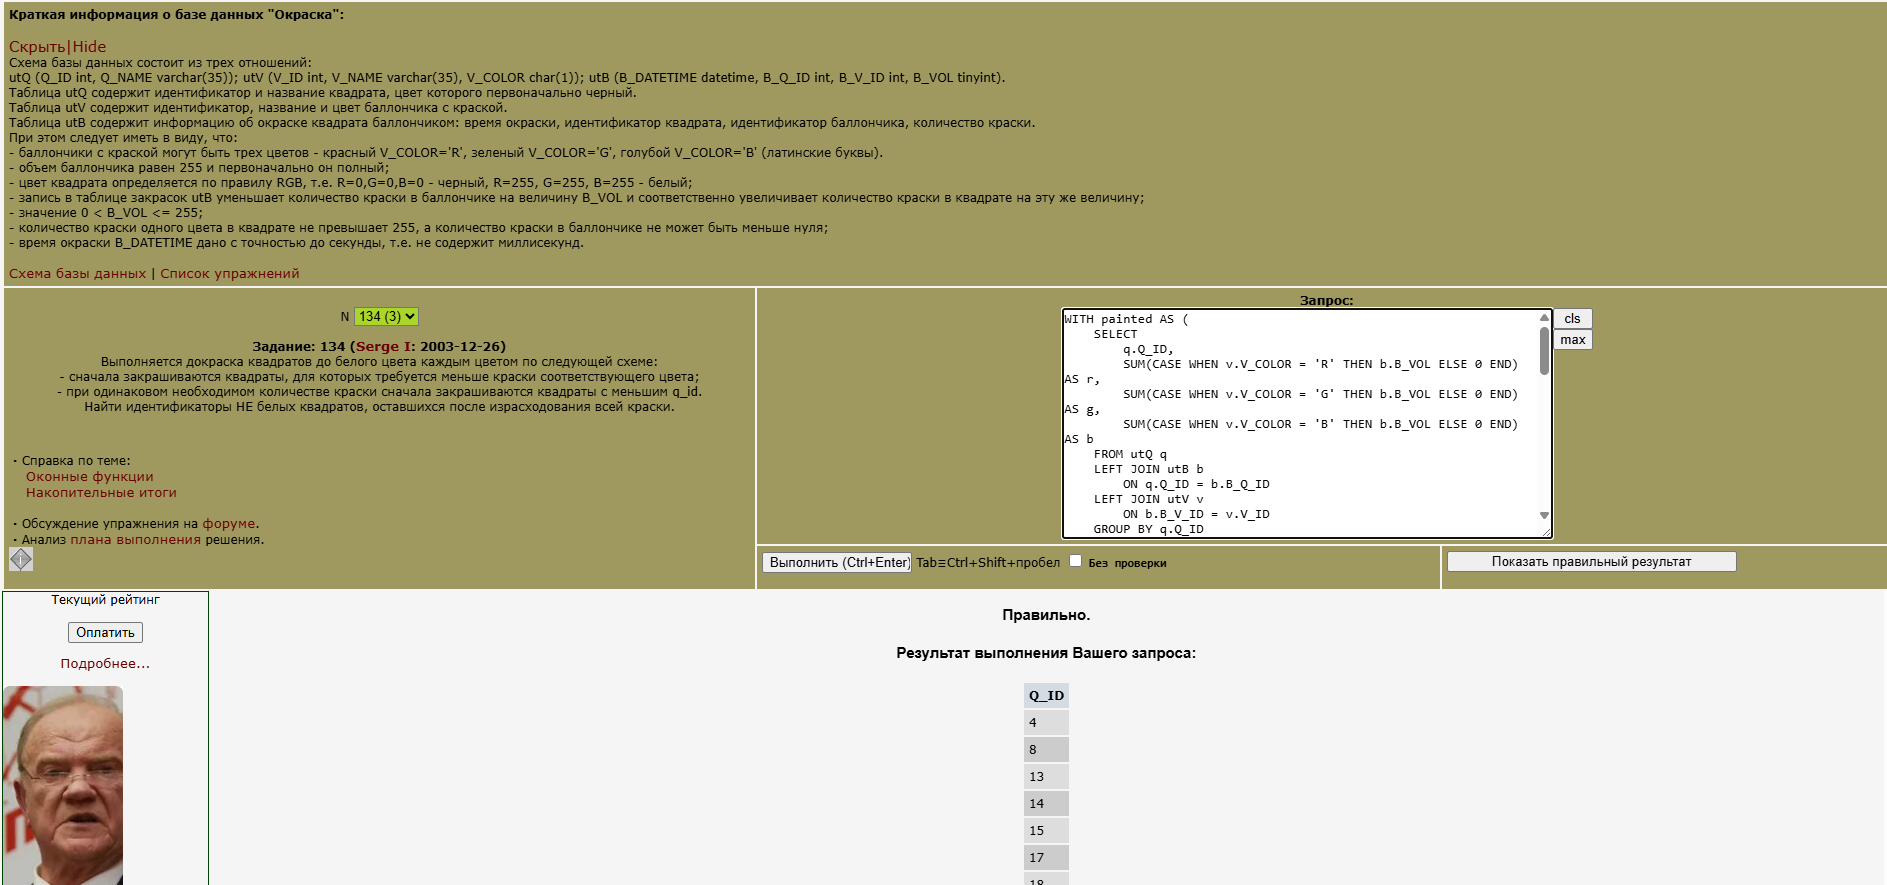 Краткая информация о базе данных "Окраска":
Скрыть|Hide
Схема базы данных состоит из трех отношений:
utQ (Q_ID int, Q_NAME varchar(35)); utV (V_ID int, V_NAME varchar(35), V_COLOR char(1)); utB (B_DATETIME datetime, B_Q_ID int, B_V_ID int, B_VOL tinyint).
Таблица utQ содержит идентификатор и название квадрата, цвет которого первоначально черный.
Таблица utV содержит идентификатор, название и цвет баллончика с краской.
Таблица utB содержит информацию об окраске квадрата баллончиком: время окраски, идентификатор квадрата, идентификатор баллончика, количество краски.
При этом следует иметь в виду, что:
- баллончики с краской могут быть трех цветов - красный V_COLOR='R', зеленый V_COLOR='G', голубой V_COLOR='B' (латинские буквы).
- объем баллончика равен 255 и первоначально он полный;
- цвет квадрата определяется по правилу RGB, т.е. R=0,G=0,B=0 - черный, R=255, G=255, B=255 - белый;
- запись в таблице закрасок utB уменьшает количество краски в баллончике на величину B_VOL и соответственно увеличивает количество краски в квадрате на эту же величину;
- значение 0 < B_VOL <= 255;
- количество краски одного цвета в квадрате не превышает 255, а количество краски в баллончике не может быть меньше нуля;
- время окраски B_DATETIME дано с точностью до секунды, т.е. не содержит миллисекунд.
Схема базы данных | Список упражнений
N 134 (3)
Задание: 134 (Serge I: 2003-12-26)
Выполняется докраска квадратов до белого цвета каждым цветом по следующей схеме:
- сначала закрашиваются квадраты, для которых требуется меньше краски соответствующего цвета;
- при одинаковом необходимом количестве краски сначала закрашиваются квадраты с меньшим q_id.
Найти идентификаторы НЕ белых квадратов, оставшихся после израсходования всей краски.
· Справка по теме:
Оконные функции
Накопительные итоги
· Обсуждение упражнения на форуме.
· Анализ плана выполнения решения.
Запрос:
WITH painted AS (
SELECT
q.Q_ID,
SUM(CASE WHEN v.V_COLOR = 'R' THEN b.B_VOL ELSE 0 END)
AS r,
SUM(CASE WHEN v.V_COLOR = 'G' THEN b.B_VOL ELSE 0 END)
AS g,
SUM(CASE WHEN v.V_COLOR = 'B' THEN b.B_VOL ELSE 0 END)
AS b
FROM utQ q
LEFT JOIN utB b
ON q.Q_ID = b.B_Q_ID
LEFT JOIN utV v
ON b.B_V_ID = v.V_ID
GROUP BY q.Q_ID
cls
max
Выполнить (Ctrl+Enter) Tab≡Ctrl+Shift+пробел Без проверки
Показать правильный результат
Текущий рейтинг
Оплатить
Подробнее...
Правильно.
Результат выполнения Вашего запроса:
Q_ID
4
8
13
14
15
17
18